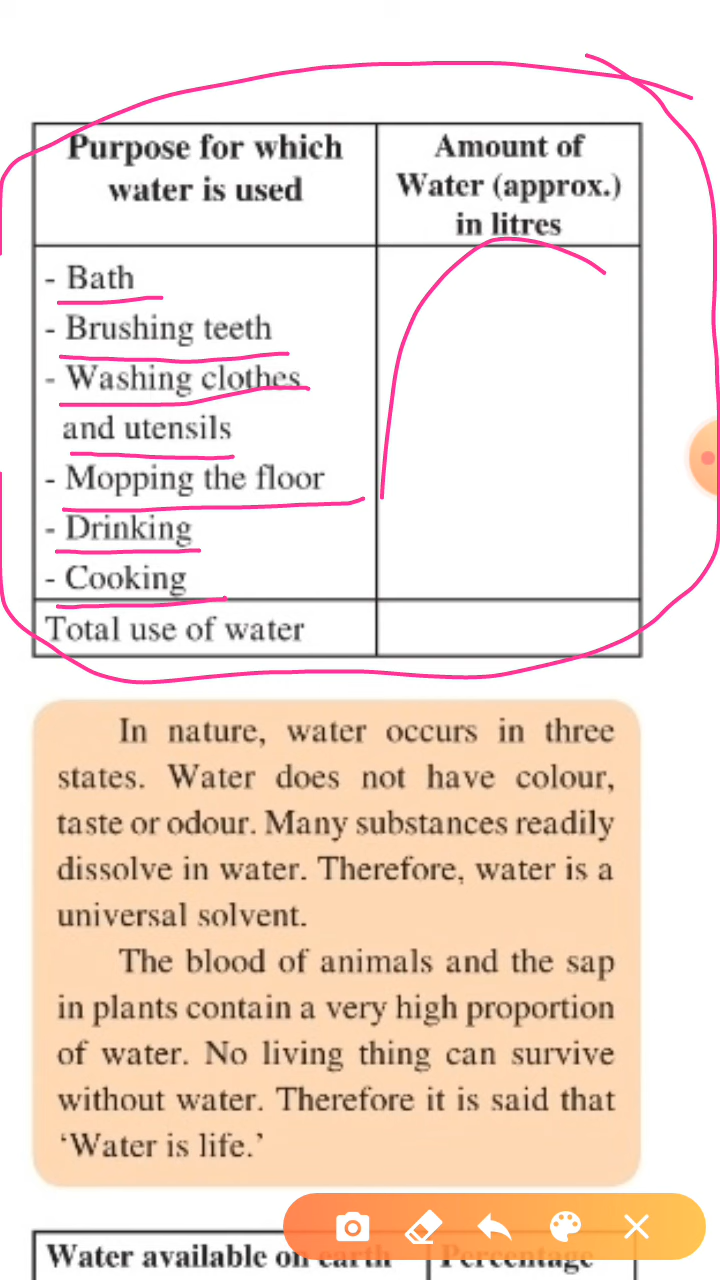 Purpose for which
water is used
Amount of
Water (approx.)
in litres
- Bath
- Brushing teeth
- Washing clothes
and utensils
- Mopping the floor
- Drinking
- Cooking
Total use of water
In nature, water occurs in three
states. Water does not have colour,
taste or odour. Many substances readily
dissolve in water. Therefore, water is a
universal solvent.
The blood of animals and the sap
in plants contain a very high proportion
of water. No living thing can survive
without water. Therefore it is said that
‘Water is life.’
Water available on earth
Percentage